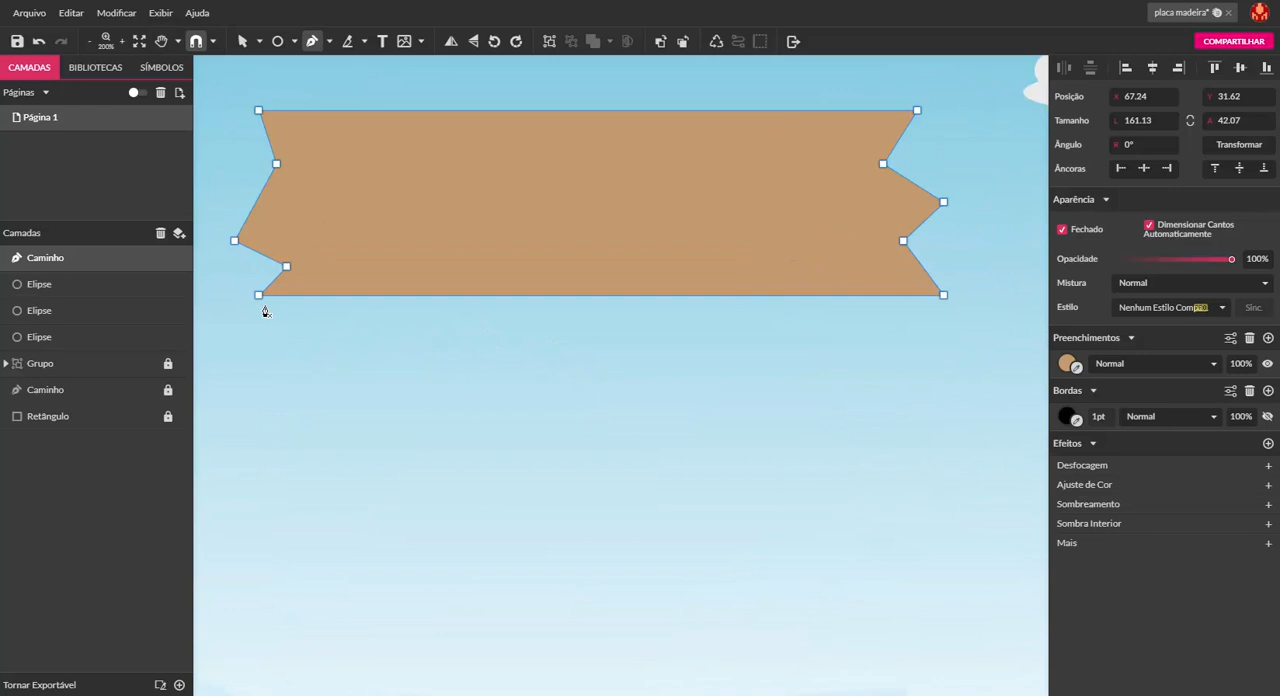 Arquivo Editar Modificar Exibir Ajuda placa madeira*
- 200% + COMPARTILHAR
CAMADAS BIBLIOTECAS SÍMBOLOS
Páginas
Página 1
Camadas
Caminho
Elipse
Elipse
Elipse
Grupo
Caminho
Retângulo
Tornar Exportável
Posição X 67.24 Y 31.62
Tamanho L 161.13 A 42.07
Ângulo R 0° Transformar
Âncoras
Aparência
Fechado Dimensionar Cantos
Automaticamente
Opacidade 100%
Mistura Normal
Estilo Nenhum Estilo Sinc.
Preenchimentos
Normal 100%
Bordas
1pt Normal 100%
Efeitos
Desfocagem +
Ajuste de Cor +
Sombreamento +
Sombra Interior +
Mais +